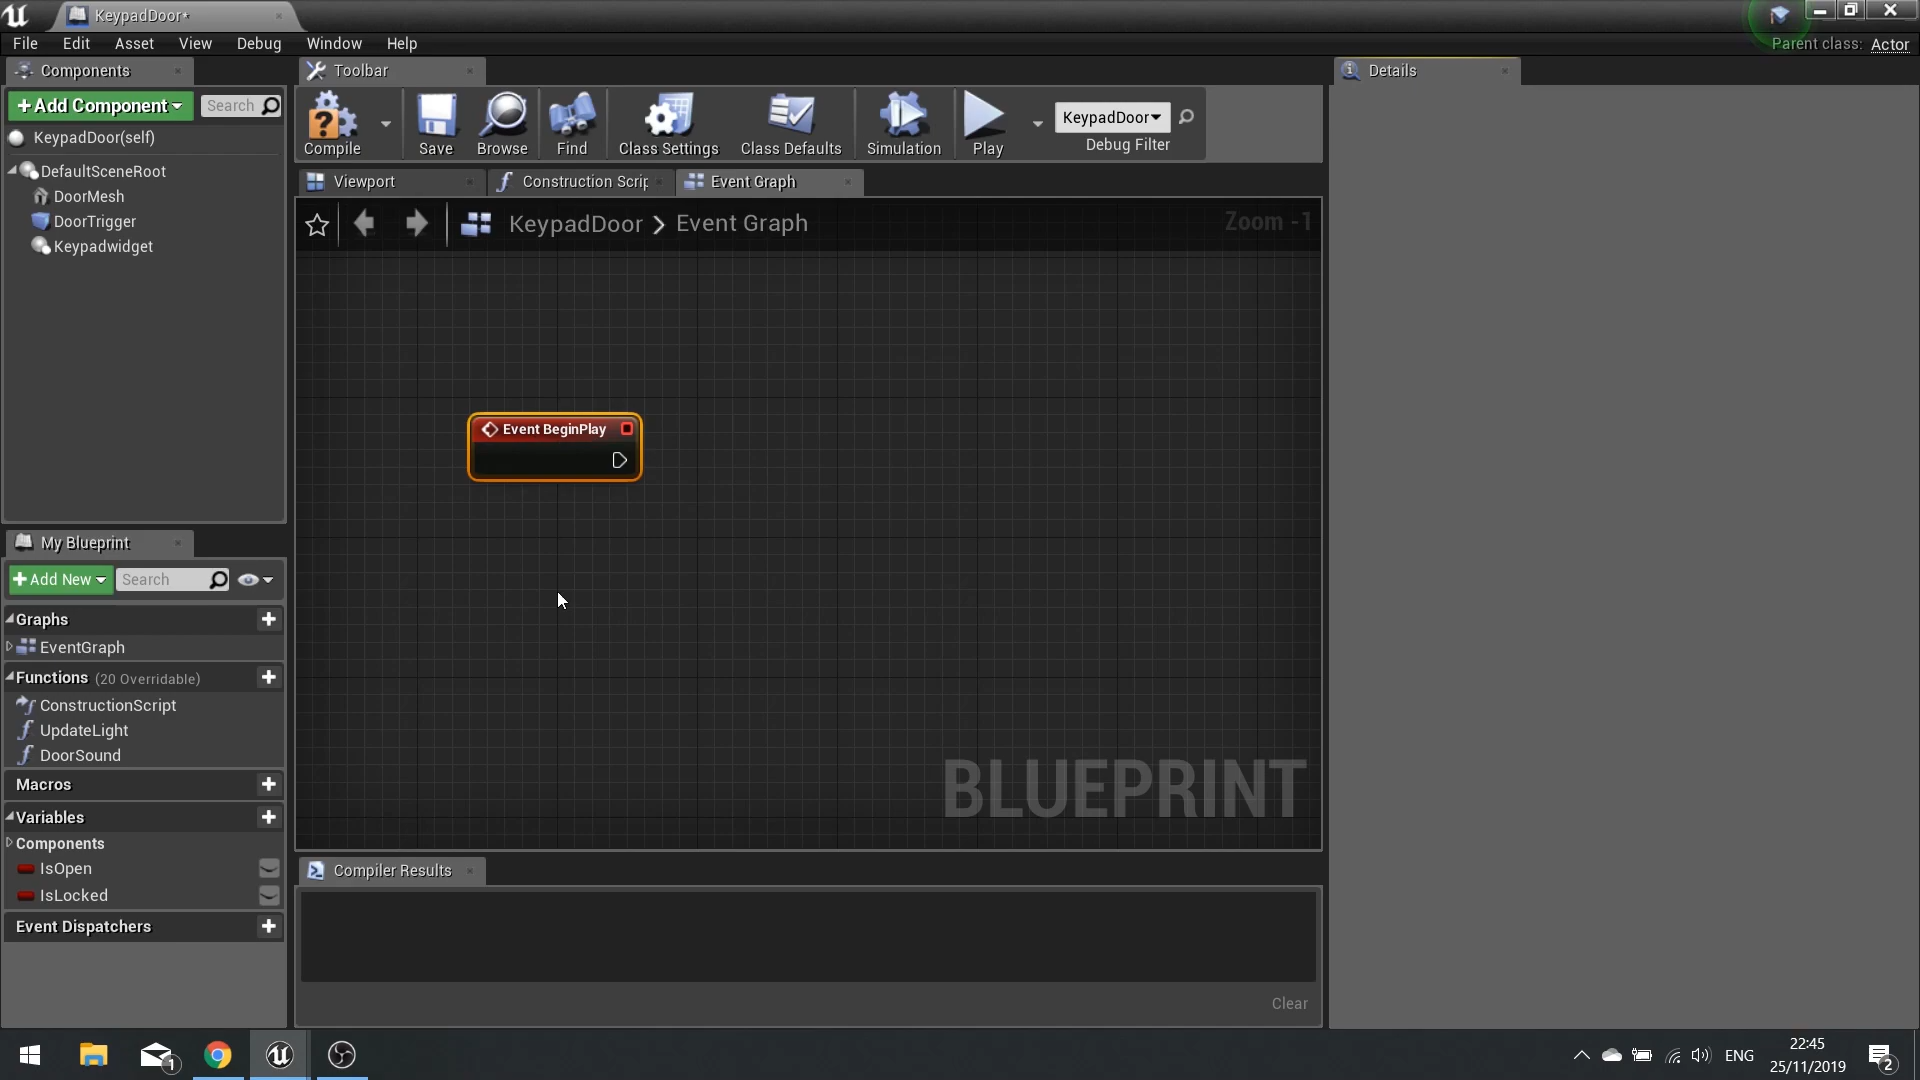 KeypadDoor*
File Edit Asset View Debug Window Help
Parent class: Actor
Components
Add Component
Search
KeypadDoor(self)
DefaultSceneRoot
DoorMesh
DoorTrigger
Keypadwidget
Toolbar
Compile
Save
Browse
Find
Class Settings
Class Defaults
Simulation
Play
KeypadDoor
Debug Filter
Viewport
Construction Scrip
Event Graph
KeypadDoor > Event Graph
Zoom -1
Event BeginPlay
BLUEPRINT
Details
My Blueprint
Add New
Search
Graphs
EventGraph
Functions (20 Overridable)
ConstructionScript
UpdateLight
DoorSound
Macros
Variables
Components
IsOpen
IsLocked
Event Dispatchers
Compiler Results
Clear
1
ENG
22:45
25/11/2019
2